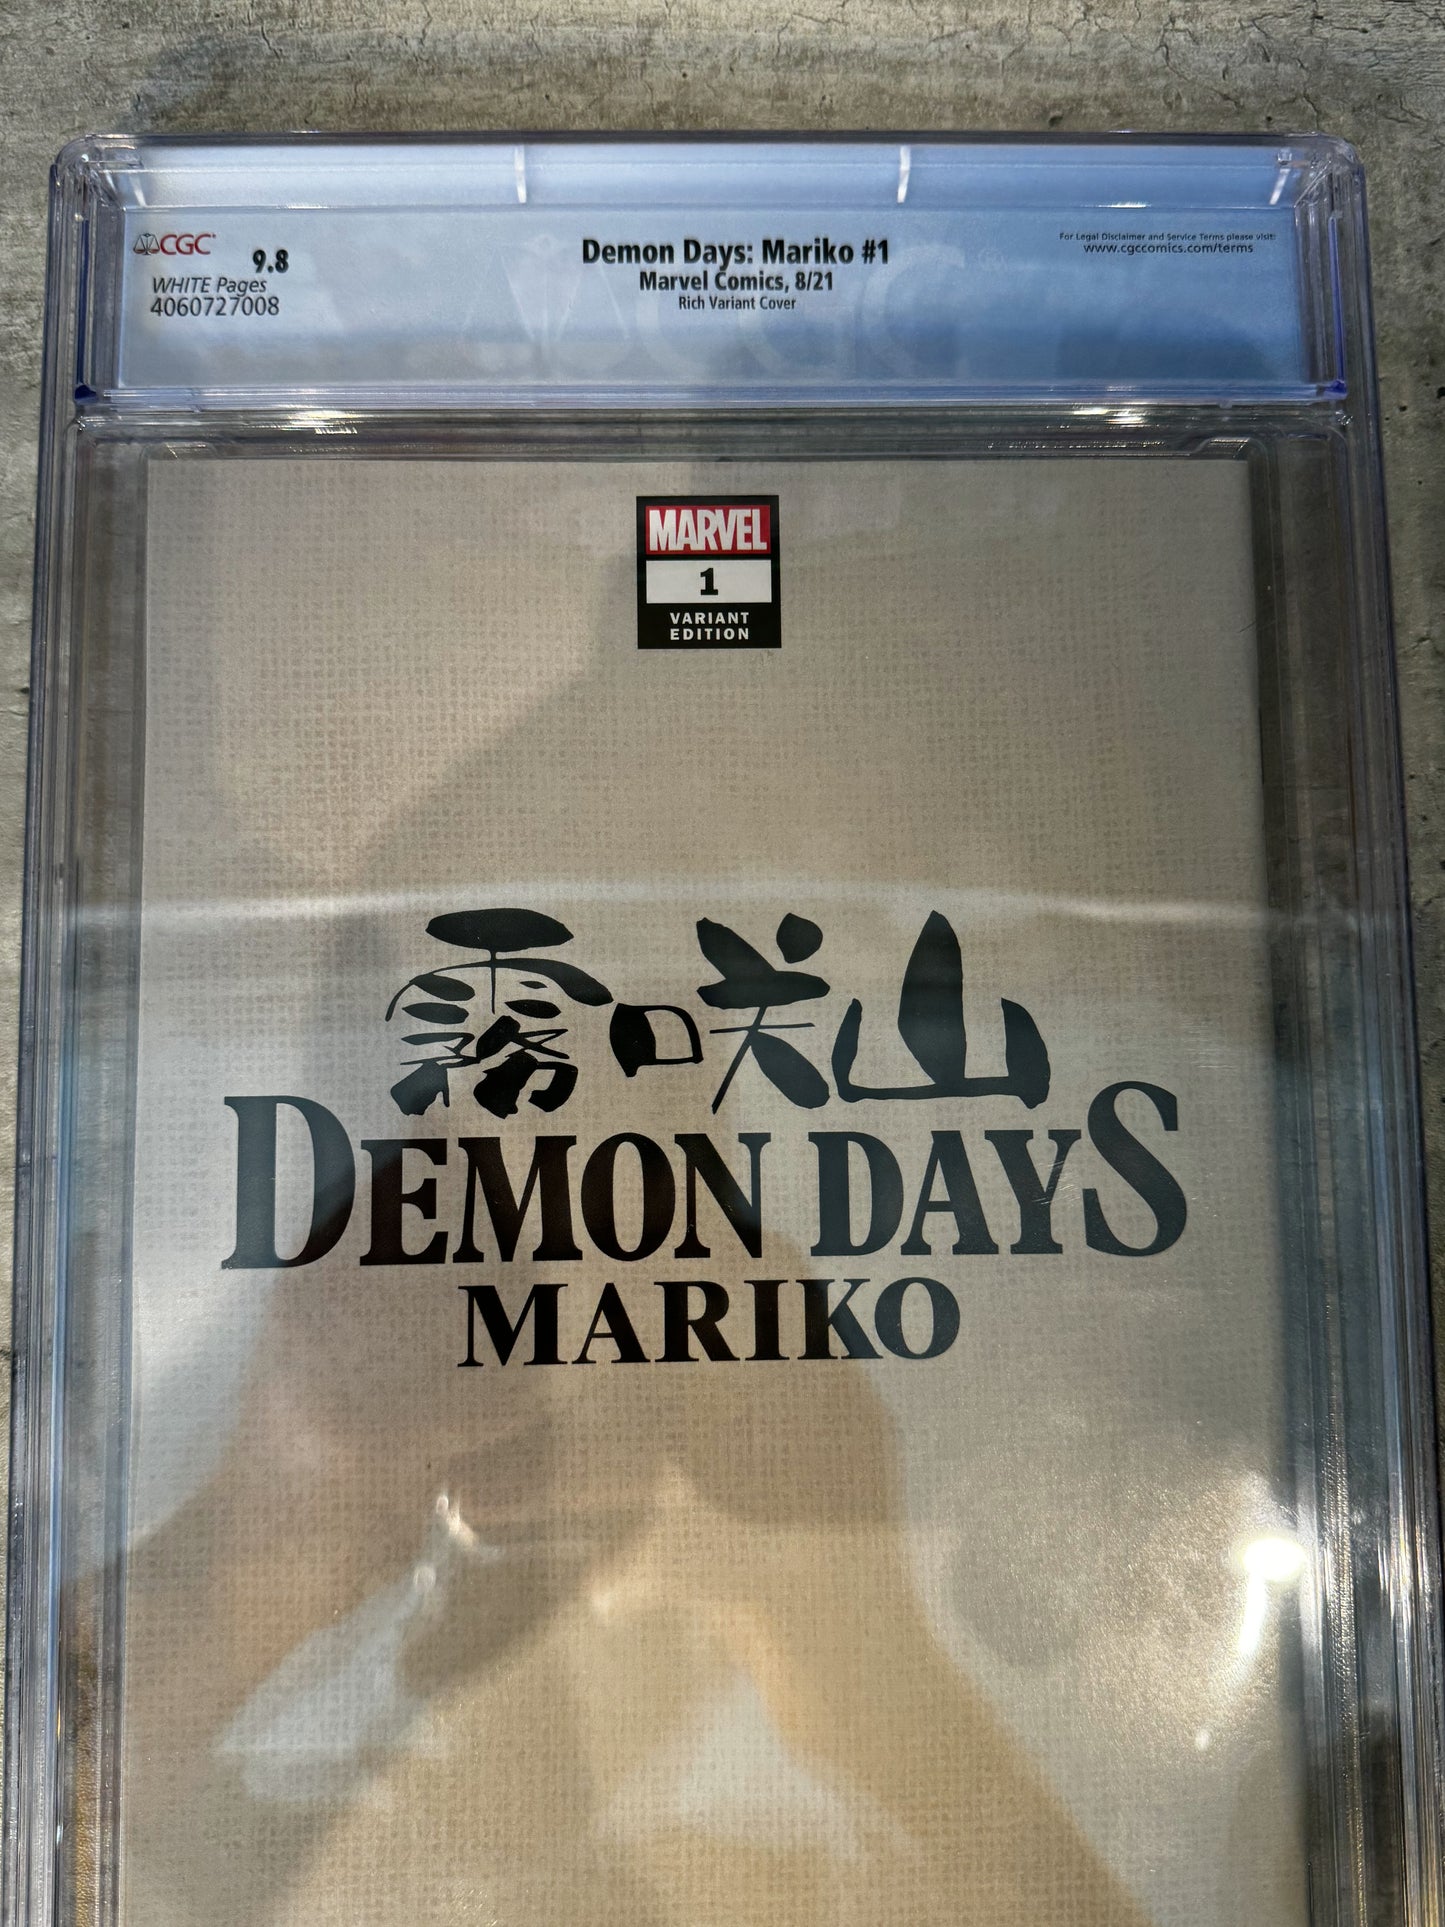 CGC
9.8
WHITE Pages
4060727008
Demon Days: Mariko #1
Marvel Comics, 8/21
Rich Variant Cover
For Legal Disclaimer and Service Terms please visit:
www.cgccomics.com/terms
MARVEL
1
VARIANT
EDITION
霧咲山
DEMON DAYS
MARIKO